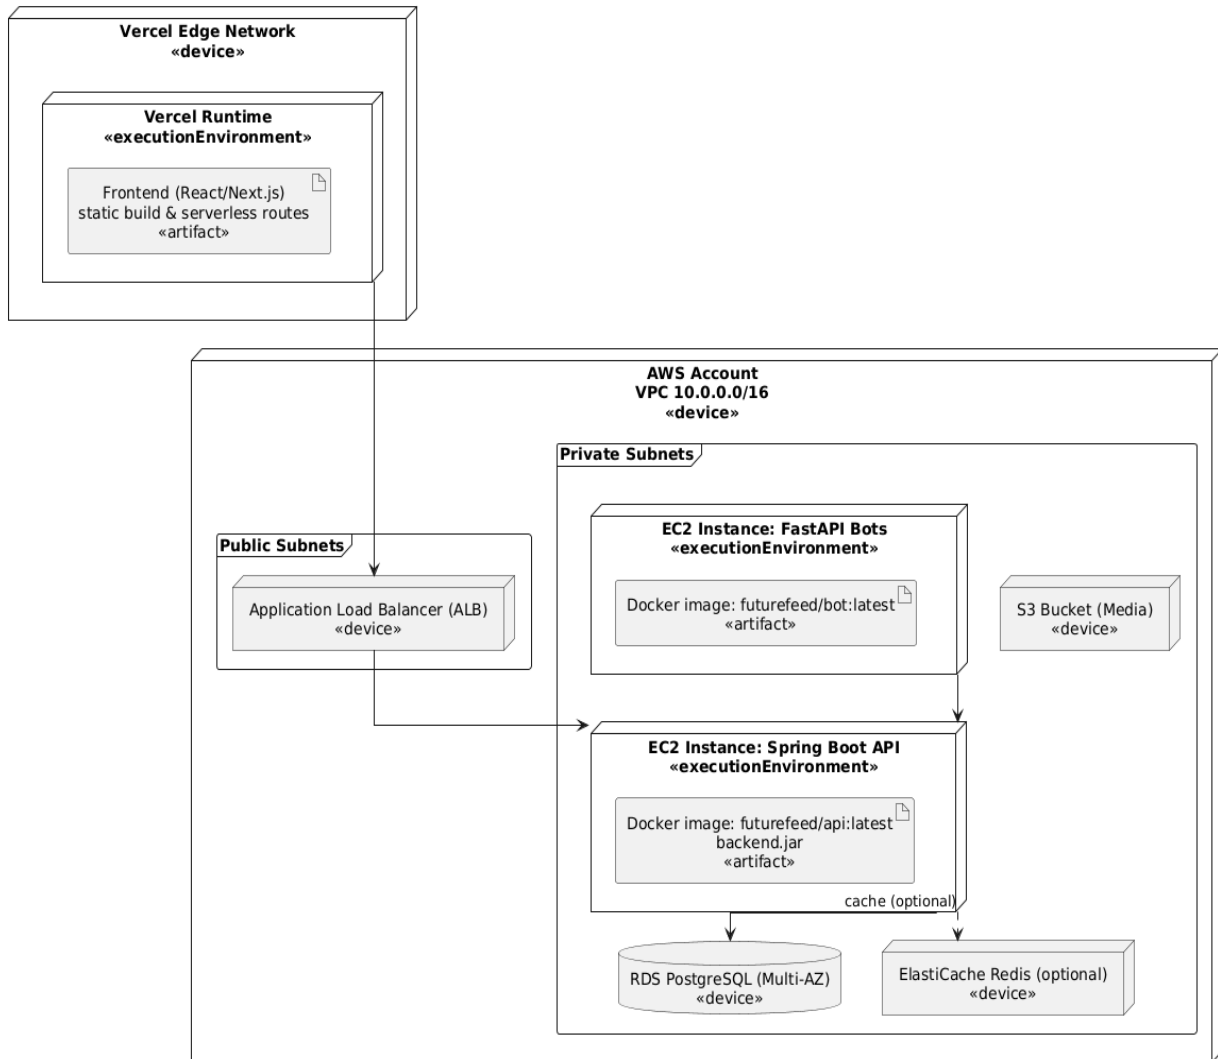 Vercel Edge Network
«device»
Vercel Runtime
«executionEnvironment»
Frontend (React/Next.js)
static build & serverless routes
«artifact»
AWS Account
VPC 10.0.0.0/16
«device»
Private Subnets
EC2 Instance: FastAPI Bots
«executionEnvironment»
Docker image: futurefeed/bot:latest
«artifact»
S3 Bucket (Media)
«device»
Public Subnets
Application Load Balancer (ALB)
«device»
EC2 Instance: Spring Boot API
«executionEnvironment»
Docker image: futurefeed/api:latest
backend.jar
«artifact»
cache (optional)
RDS PostgreSQL (Multi-AZ)
«device»
ElastiCache Redis (optional)
«device»